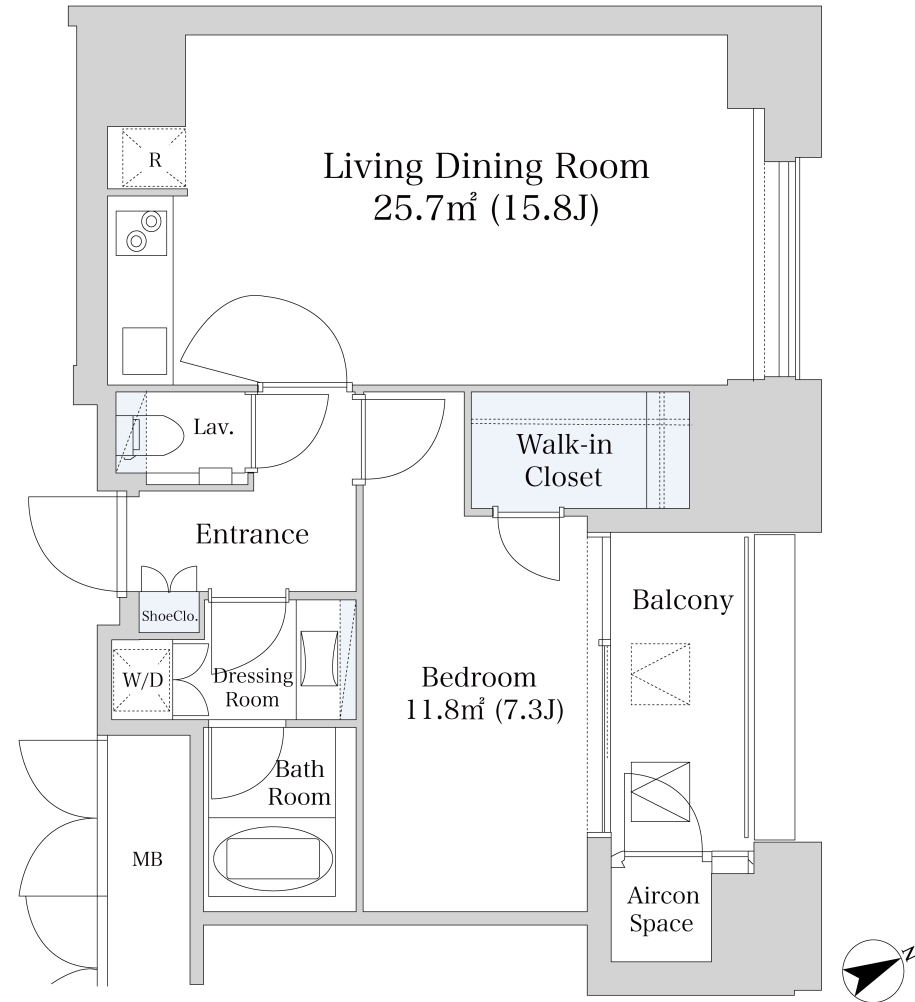 Living Dining Room
25.7㎡ (15.8J)
R
Lav.
Walk-in
Closet
Entrance
ShoeClo.
Balcony
W/D
Dressing
Room
Bedroom
11.8㎡ (7.3J)
Bath
Room
MB
Aircon
Space
N